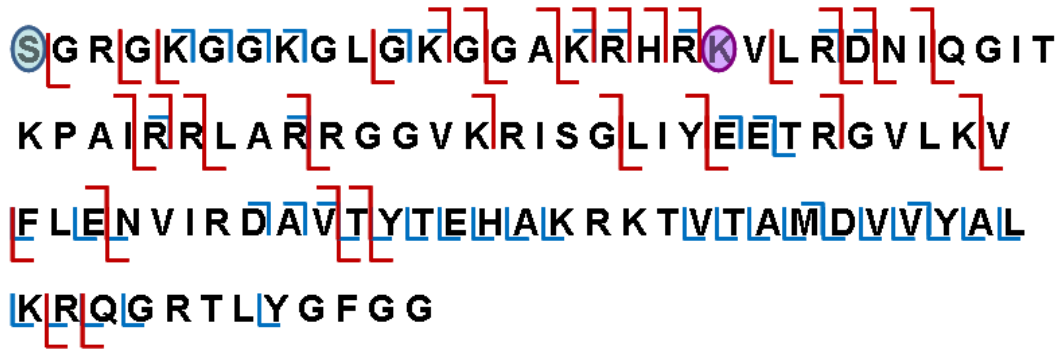 SGRGKGGKGLGKGGAKRHRKVLRDNIQGIT
KPAIRRLARRGGVKRISGLIYEETRGVLKV
FLENVIRDAVTYTEHAKRKTVTAMDVVYAL
KRQGRTLYGFGG